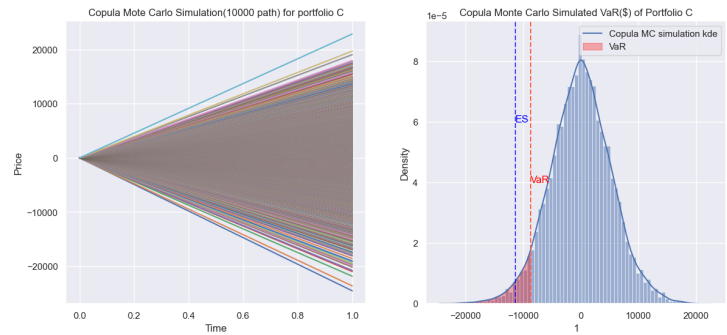 Copula Mote Carlo Simulation(10000 path) for portfolio C
20000
10000
0
−10000
−20000
Price
0.0
0.2
0.4
0.6
0.8
1.0
Time
Copula Monte Carlo Simulated VaR($) of Portfolio C
1e−5
Copula MC simulation kde
VaR
8
6
4
2
0
Density
ES
VaR
−20000
−10000
0
10000
20000
1